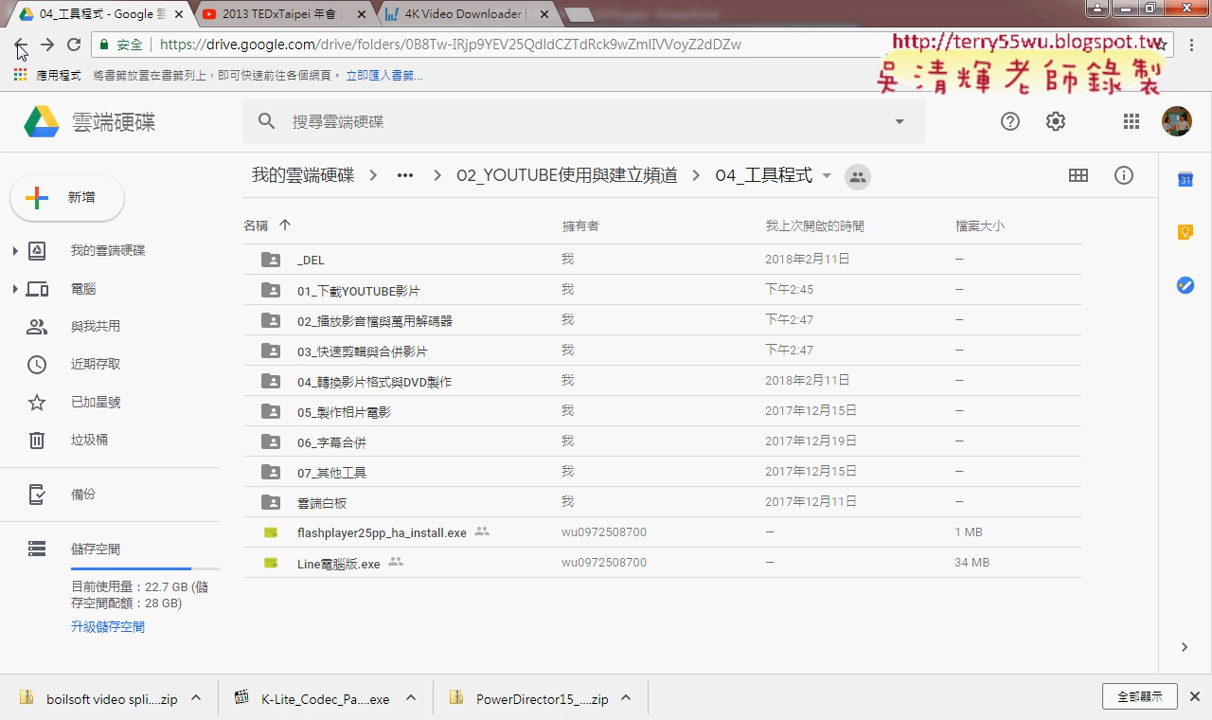 04_工具程式 - Google 雲
2013 TEDxTaipei 年會：
4K Video Downloader
安全
https://drive.google.com/drive/folders/0B8Tw-IRjp9YEV25QdldCZTdRck9wZmlIVVoyZ2dDZw
http://terry55wu.blogspot.tw
吳清輝老師錄製
應用程式
將書籤放置在書籤列上，即可快速前往各個網頁。
立即匯入書籤...
雲端硬碟
搜尋雲端硬碟
新增
我的雲端硬碟
電腦
與我共用
近期存取
已加星號
垃圾桶
備份
儲存空間
目前使用量：22.7 GB (儲
存空間配額：28 GB)
升級儲存空間
我的雲端硬碟 > ••• > 02_YOUTUBE使用與建立頻道 > 04_工具程式
31
名稱 擁有者 我上次開啟的時間 檔案大小
_DEL 我 2018年2月11日 –
01_下載YOUTUBE影片 我 下午2:45 –
02_播放影音檔與萬用解碼器 我 下午2:47 –
03_快速剪輯與合併影片 我 下午2:47 –
04_轉換影片格式與DVD製作 我 2018年2月11日 –
05_製作相片電影 我 2017年12月15日 –
06_字幕合併 我 2017年12月19日 –
07_其他工具 我 2017年12月15日 –
雲端白板 我 2017年12月11日 –
flashplayer25pp_ha_install.exe wu0972508700 – 1 MB
Line電腦版.exe wu0972508700 – 34 MB
boilsoft video spli....zip
K-Lite_Codec_Pa....exe
PowerDirector15_....zip
全部顯示